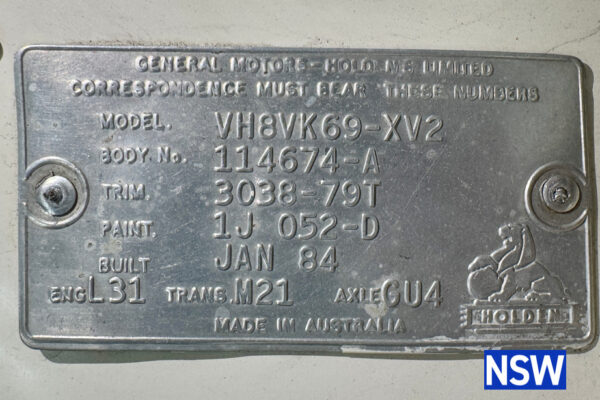 GENERAL MOTORS-HOLDEN'S LIMITED
CORRESPONDENCE MUST BEAR THESE NUMBERS
MODEL. VH8VK69-XV2
BODY No. 114674-A
TRIM. 3038-79T
PAINT. 1J 052-D
BUILT JAN 84
ENG L31 TRANS. M21 AXLE GU4
HOLDENS
MADE IN AUSTRALIA
NSW